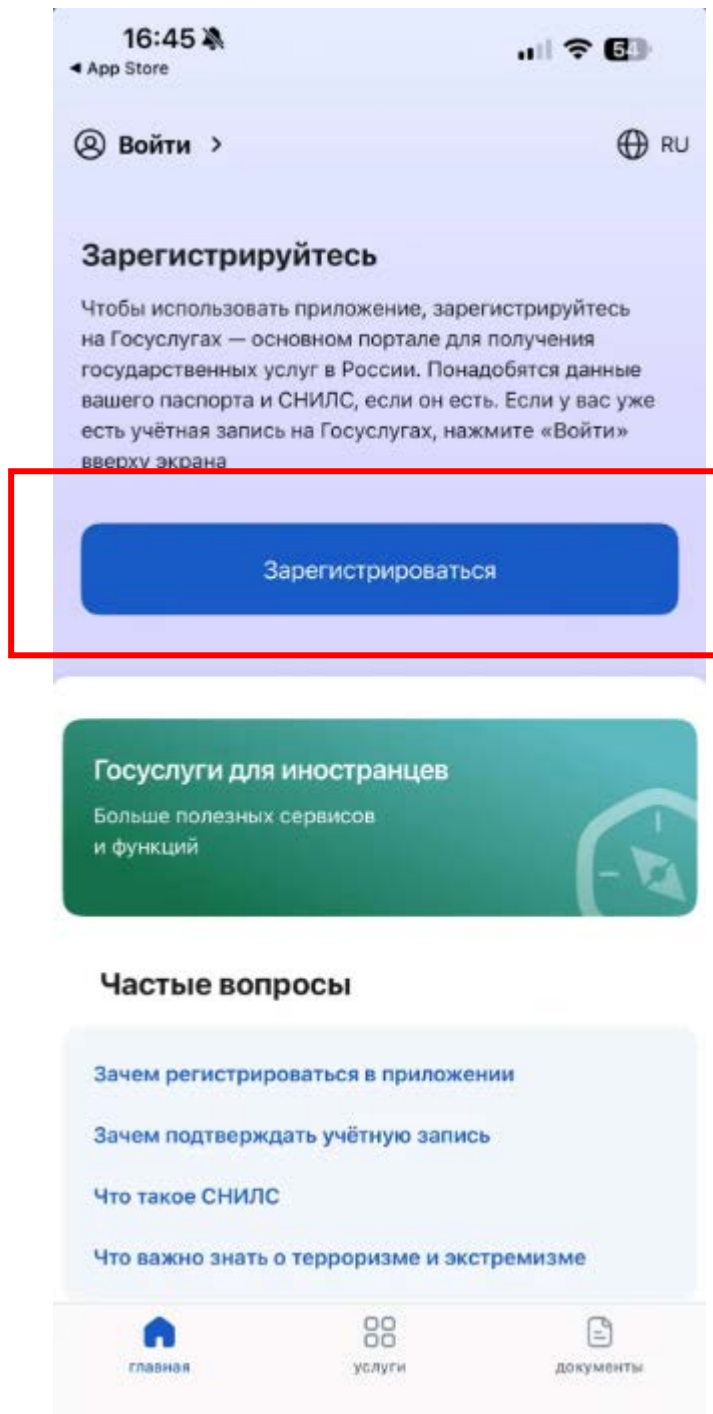 16:45
54
App Store
Войти >
RU
Зарегистрируйтесь
Чтобы использовать приложение, зарегистрируйтесь
на Госуслугах — основном портале для получения
государственных услуг в России. Понадобятся данные
вашего паспорта и СНИЛС, если он есть. Если у вас уже
есть учётная запись на Госуслугах, нажмите «Войти»
вверху экрана
Зарегистрироваться
Госуслуги для иностранцев
Больше полезных сервисов
и функций
Частые вопросы
Зачем регистрироваться в приложении
Зачем подтверждать учётную запись
Что такое СНИЛС
Что важно знать о терроризме и экстремизме
главная
услуги
документы